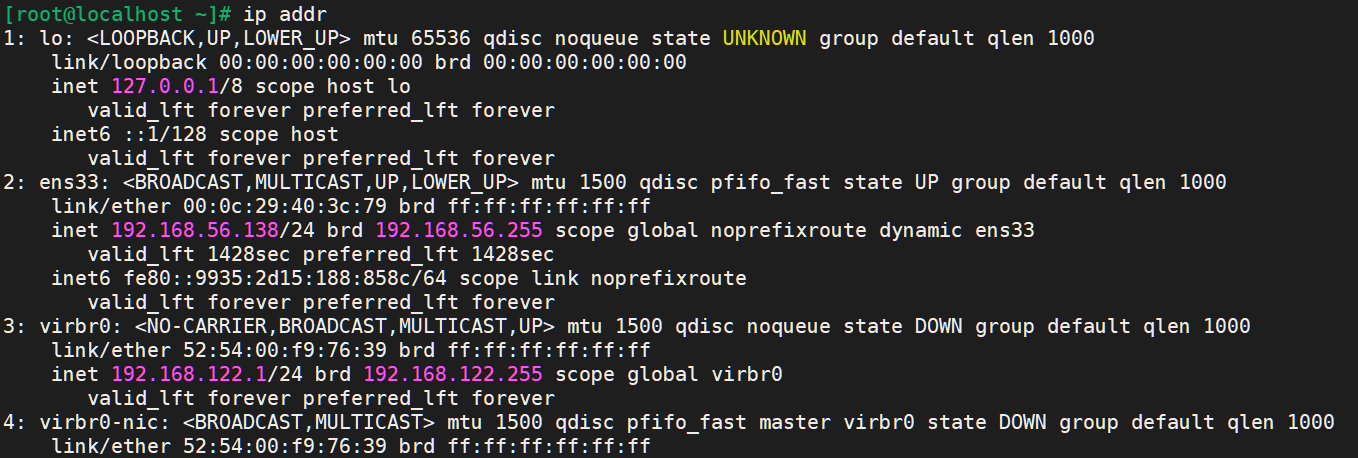 [root@localhost ~]# ip addr
1: lo: <LOOPBACK,UP,LOWER_UP> mtu 65536 qdisc noqueue state UNKNOWN group default qlen 1000
    link/loopback 00:00:00:00:00:00 brd 00:00:00:00:00:00
    inet 127.0.0.1/8 scope host lo
       valid_lft forever preferred_lft forever
    inet6 ::1/128 scope host
       valid_lft forever preferred_lft forever
2: ens33: <BROADCAST,MULTICAST,UP,LOWER_UP> mtu 1500 qdisc pfifo_fast state UP group default qlen 1000
    link/ether 00:0c:29:40:3c:79 brd ff:ff:ff:ff:ff:ff
    inet 192.168.56.138/24 brd 192.168.56.255 scope global noprefixroute dynamic ens33
       valid_lft 1428sec preferred_lft 1428sec
    inet6 fe80::9935:2d15:188:858c/64 scope link noprefixroute
       valid_lft forever preferred_lft forever
3: virbr0: <NO-CARRIER,BROADCAST,MULTICAST,UP> mtu 1500 qdisc noqueue state DOWN group default qlen 1000
    link/ether 52:54:00:f9:76:39 brd ff:ff:ff:ff:ff:ff
    inet 192.168.122.1/24 brd 192.168.122.255 scope global virbr0
       valid_lft forever preferred_lft forever
4: virbr0-nic: <BROADCAST,MULTICAST> mtu 1500 qdisc pfifo_fast master virbr0 state DOWN group default qlen 1000
    link/ether 52:54:00:f9:76:39 brd ff:ff:ff:ff:ff:ff